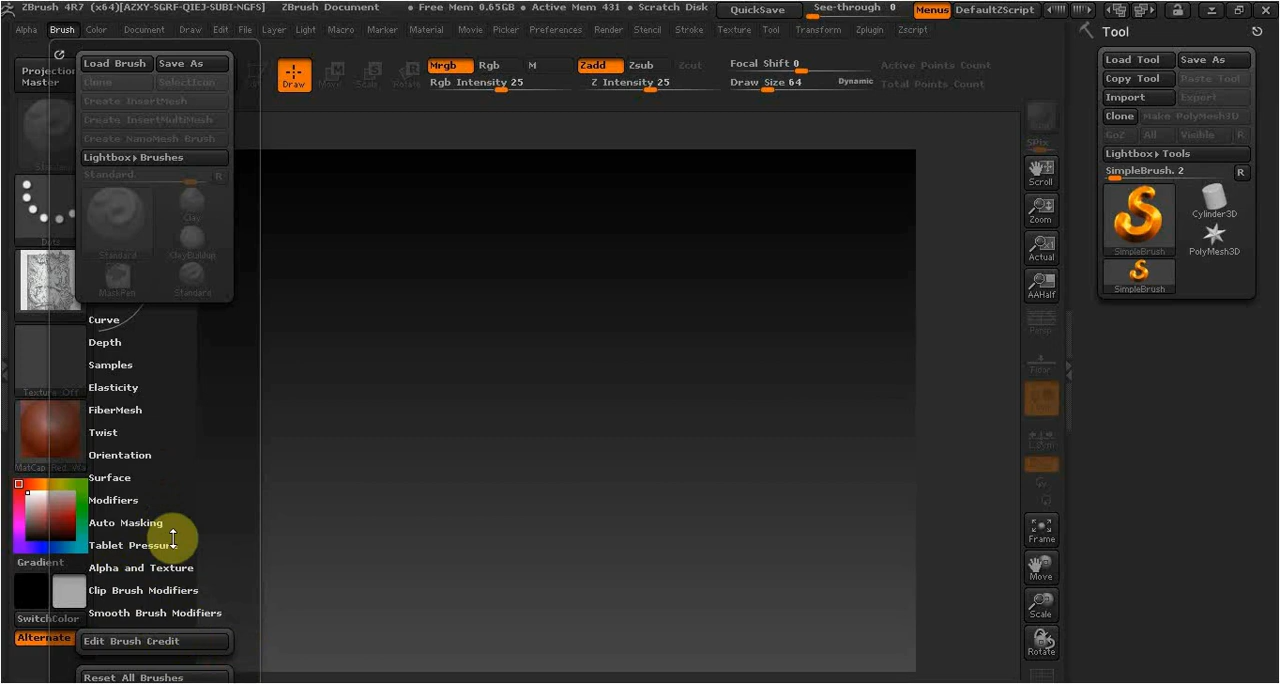 ZBrush 4R7 (x64)[AZXY-SGRF-QIEJ-SUBI-NGFS] ZBrush Document • Free Mem 0.65GB • Active Mem 431 • Scratch Disk QuickSave See-through 0 Menus DefaultZScript
Alpha Brush Color Document Draw Edit File Layer Light Macro Marker Material Movie Picker Preferences Render Stencil Stroke Texture Tool Transform Zplugin Zscript
Tool
Projection Master
Load Brush Save As
Clone SelectIcon
Create InsertMesh
Create InsertMultiMesh
Create NanoMesh Brush
Lightbox▸Brushes
Standard. R
Standard
Clay
ClayBuildup
MaskPen
Standard
Draw
Move
Scale
Rotate
Mrgb Rgb M
Rgb Intensity 25
Zadd Zsub Zcut
Z Intensity 25
Focal Shift 0
Draw Size 64 Dynamic
Active Points Count
Total Points Count
Load Tool Save As
Copy Tool Paste Tool
Import Export
Clone Make PolyMesh3D
GoZ All Visible R
Lightbox▸Tools
SimpleBrush. 2 R
SimpleBrush
Cylinder3D
PolyMesh3D
SimpleBrush
Dots
Texture Off
MatCap Red Wa
Gradient
SwitchColor
Alternate
Curve
Depth
Samples
Elasticity
FiberMesh
Twist
Orientation
Surface
Modifiers
Auto Masking
Tablet Pressure
Alpha and Texture
Clip Brush Modifiers
Smooth Brush Modifiers
Edit Brush Credit
Reset All Brushes
SPix
Scroll
Zoom
Actual
AAHalf
Persp
Floor
Frame
Move
Scale
Rotate